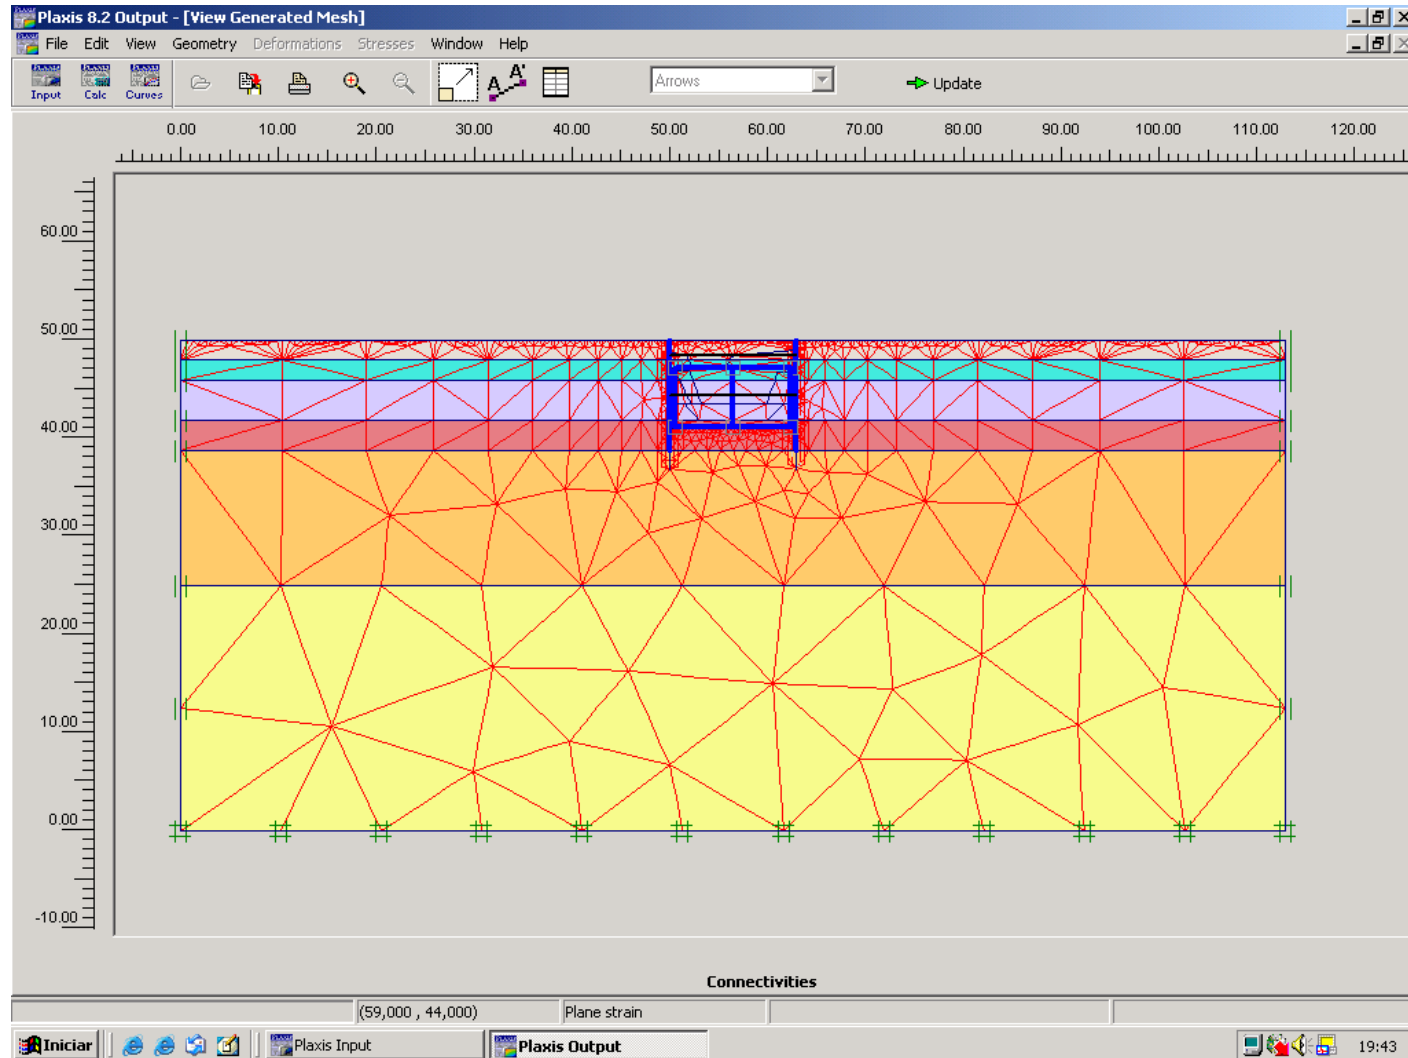 Plaxis 8.2 Output - [View Generated Mesh]
File Edit View Geometry Deformations Stresses Window Help
Input Calc Curves A A' Arrows Update
0.00 10.00 20.00 30.00 40.00 50.00 60.00 70.00 80.00 90.00 100.00 110.00 120.00
60.00
50.00
40.00
30.00
20.00
10.00
0.00
-10.00
Connectivities
(59,000 , 44,000) Plane strain
Iniciar Plaxis Input Plaxis Output 19:43